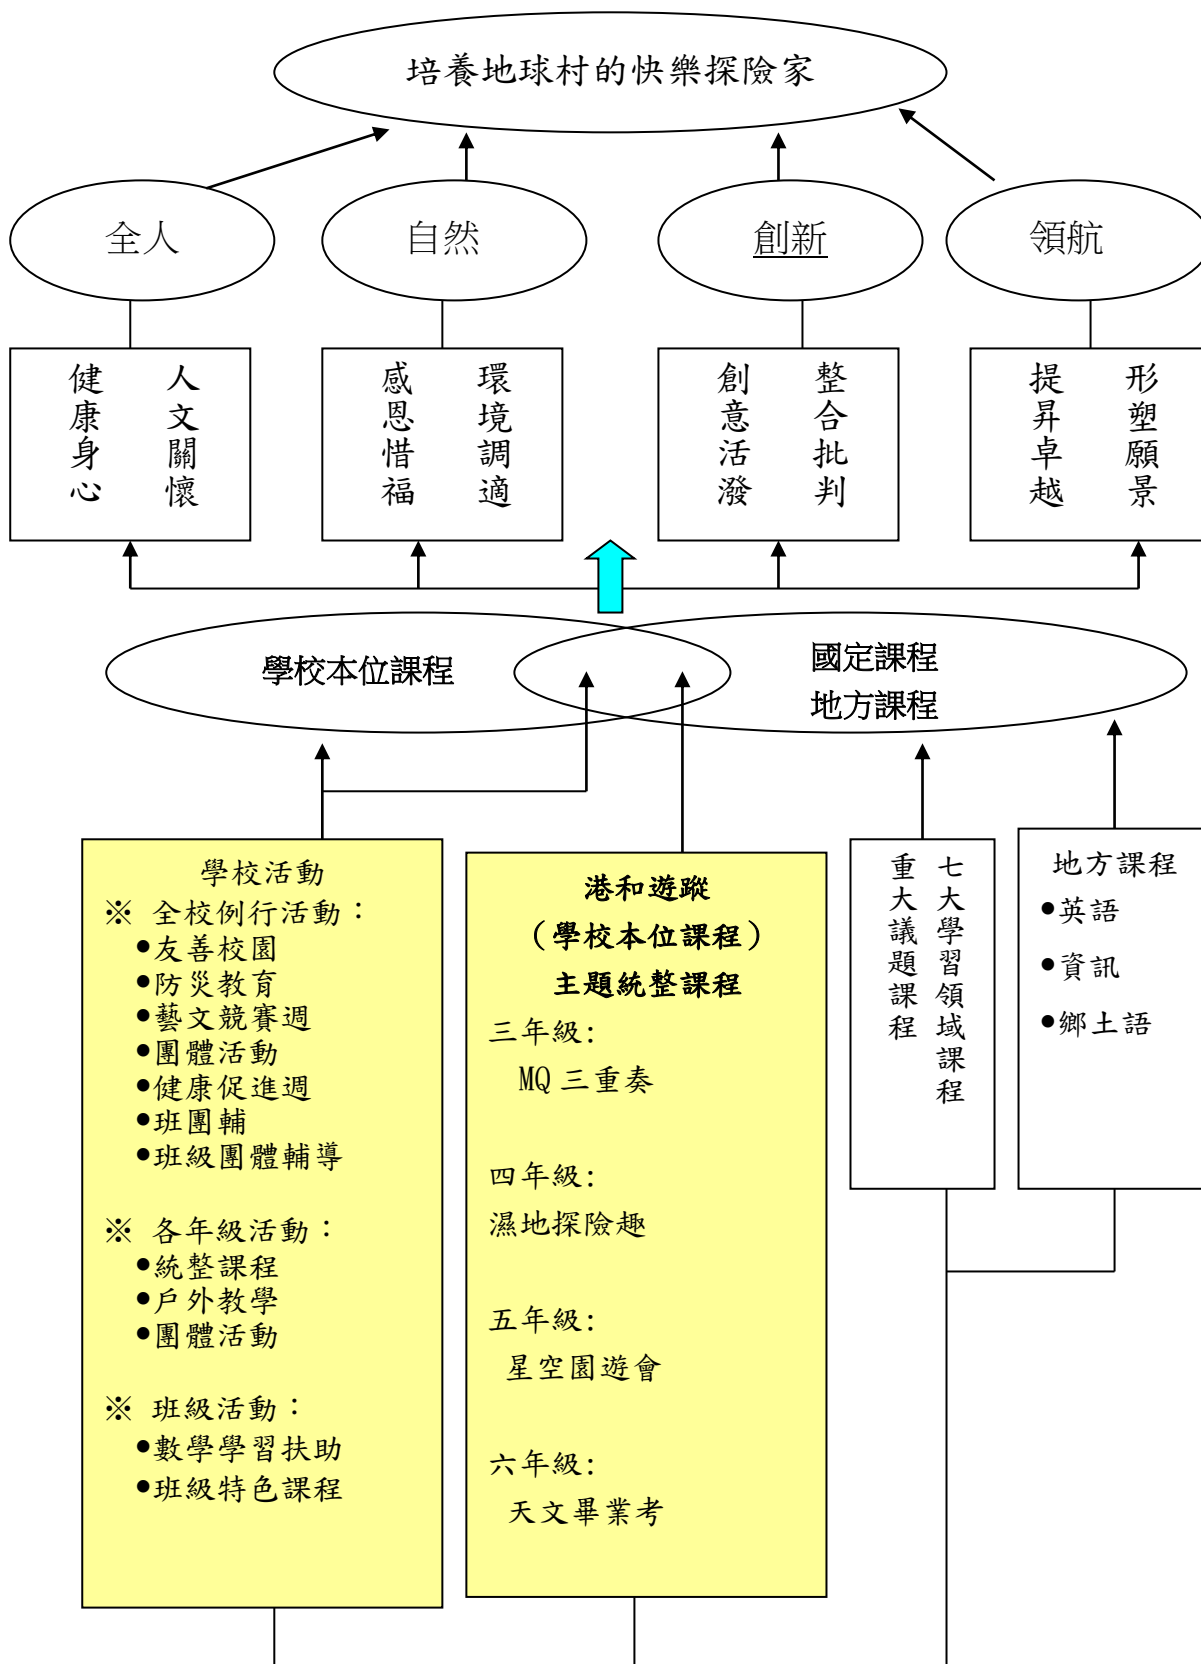 培養地球村的快樂探險家
全人
自然
創新
領航
人文關懷
健康身心
環境調適
感恩惜福
整合批判
創意活潑
形塑願景
提昇卓越
學校本位課程
國定課程
地方課程
學校活動
※ 全校例行活動：
●友善校園
●防災教育
●藝文競賽週
●團體活動
●健康促進週
●班團輔
●班級團體輔導
※ 各年級活動：
●統整課程
●戶外教學
●團體活動
※ 班級活動：
●數學學習扶助
●班級特色課程
港和遊蹤
（學校本位課程）
主題統整課程
三年級:
MQ 三重奏
四年級:
濕地探險趣
五年級:
星空園遊會
六年級:
天文畢業考
七大學習領域課程
重大議題課程
地方課程
●英語
●資訊
●鄉土語